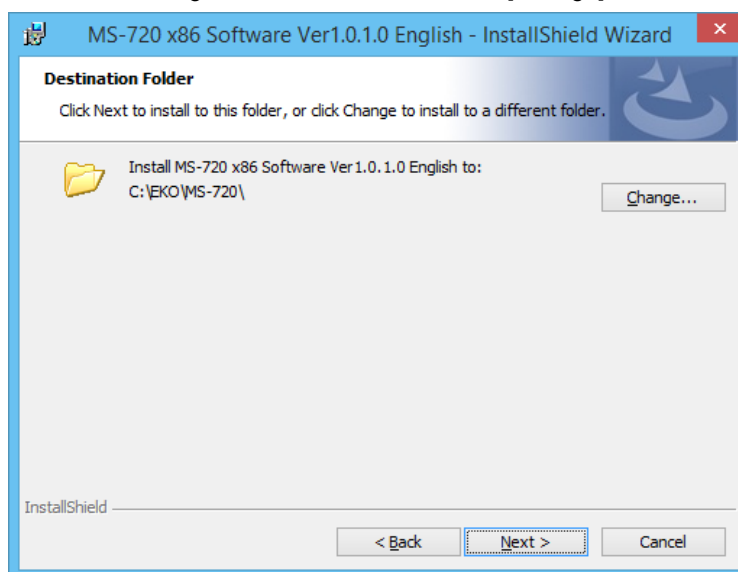 MS-720 x86 Software Ver1.0.1.0 English - InstallShield Wizard
Destination Folder
Click Next to install to this folder, or click Change to install to a different folder.
Install MS-720 x86 Software Ver1.0.1.0 English to:
C:\EKO\MS-720\
Change...
InstallShield
< Back
Next >
Cancel